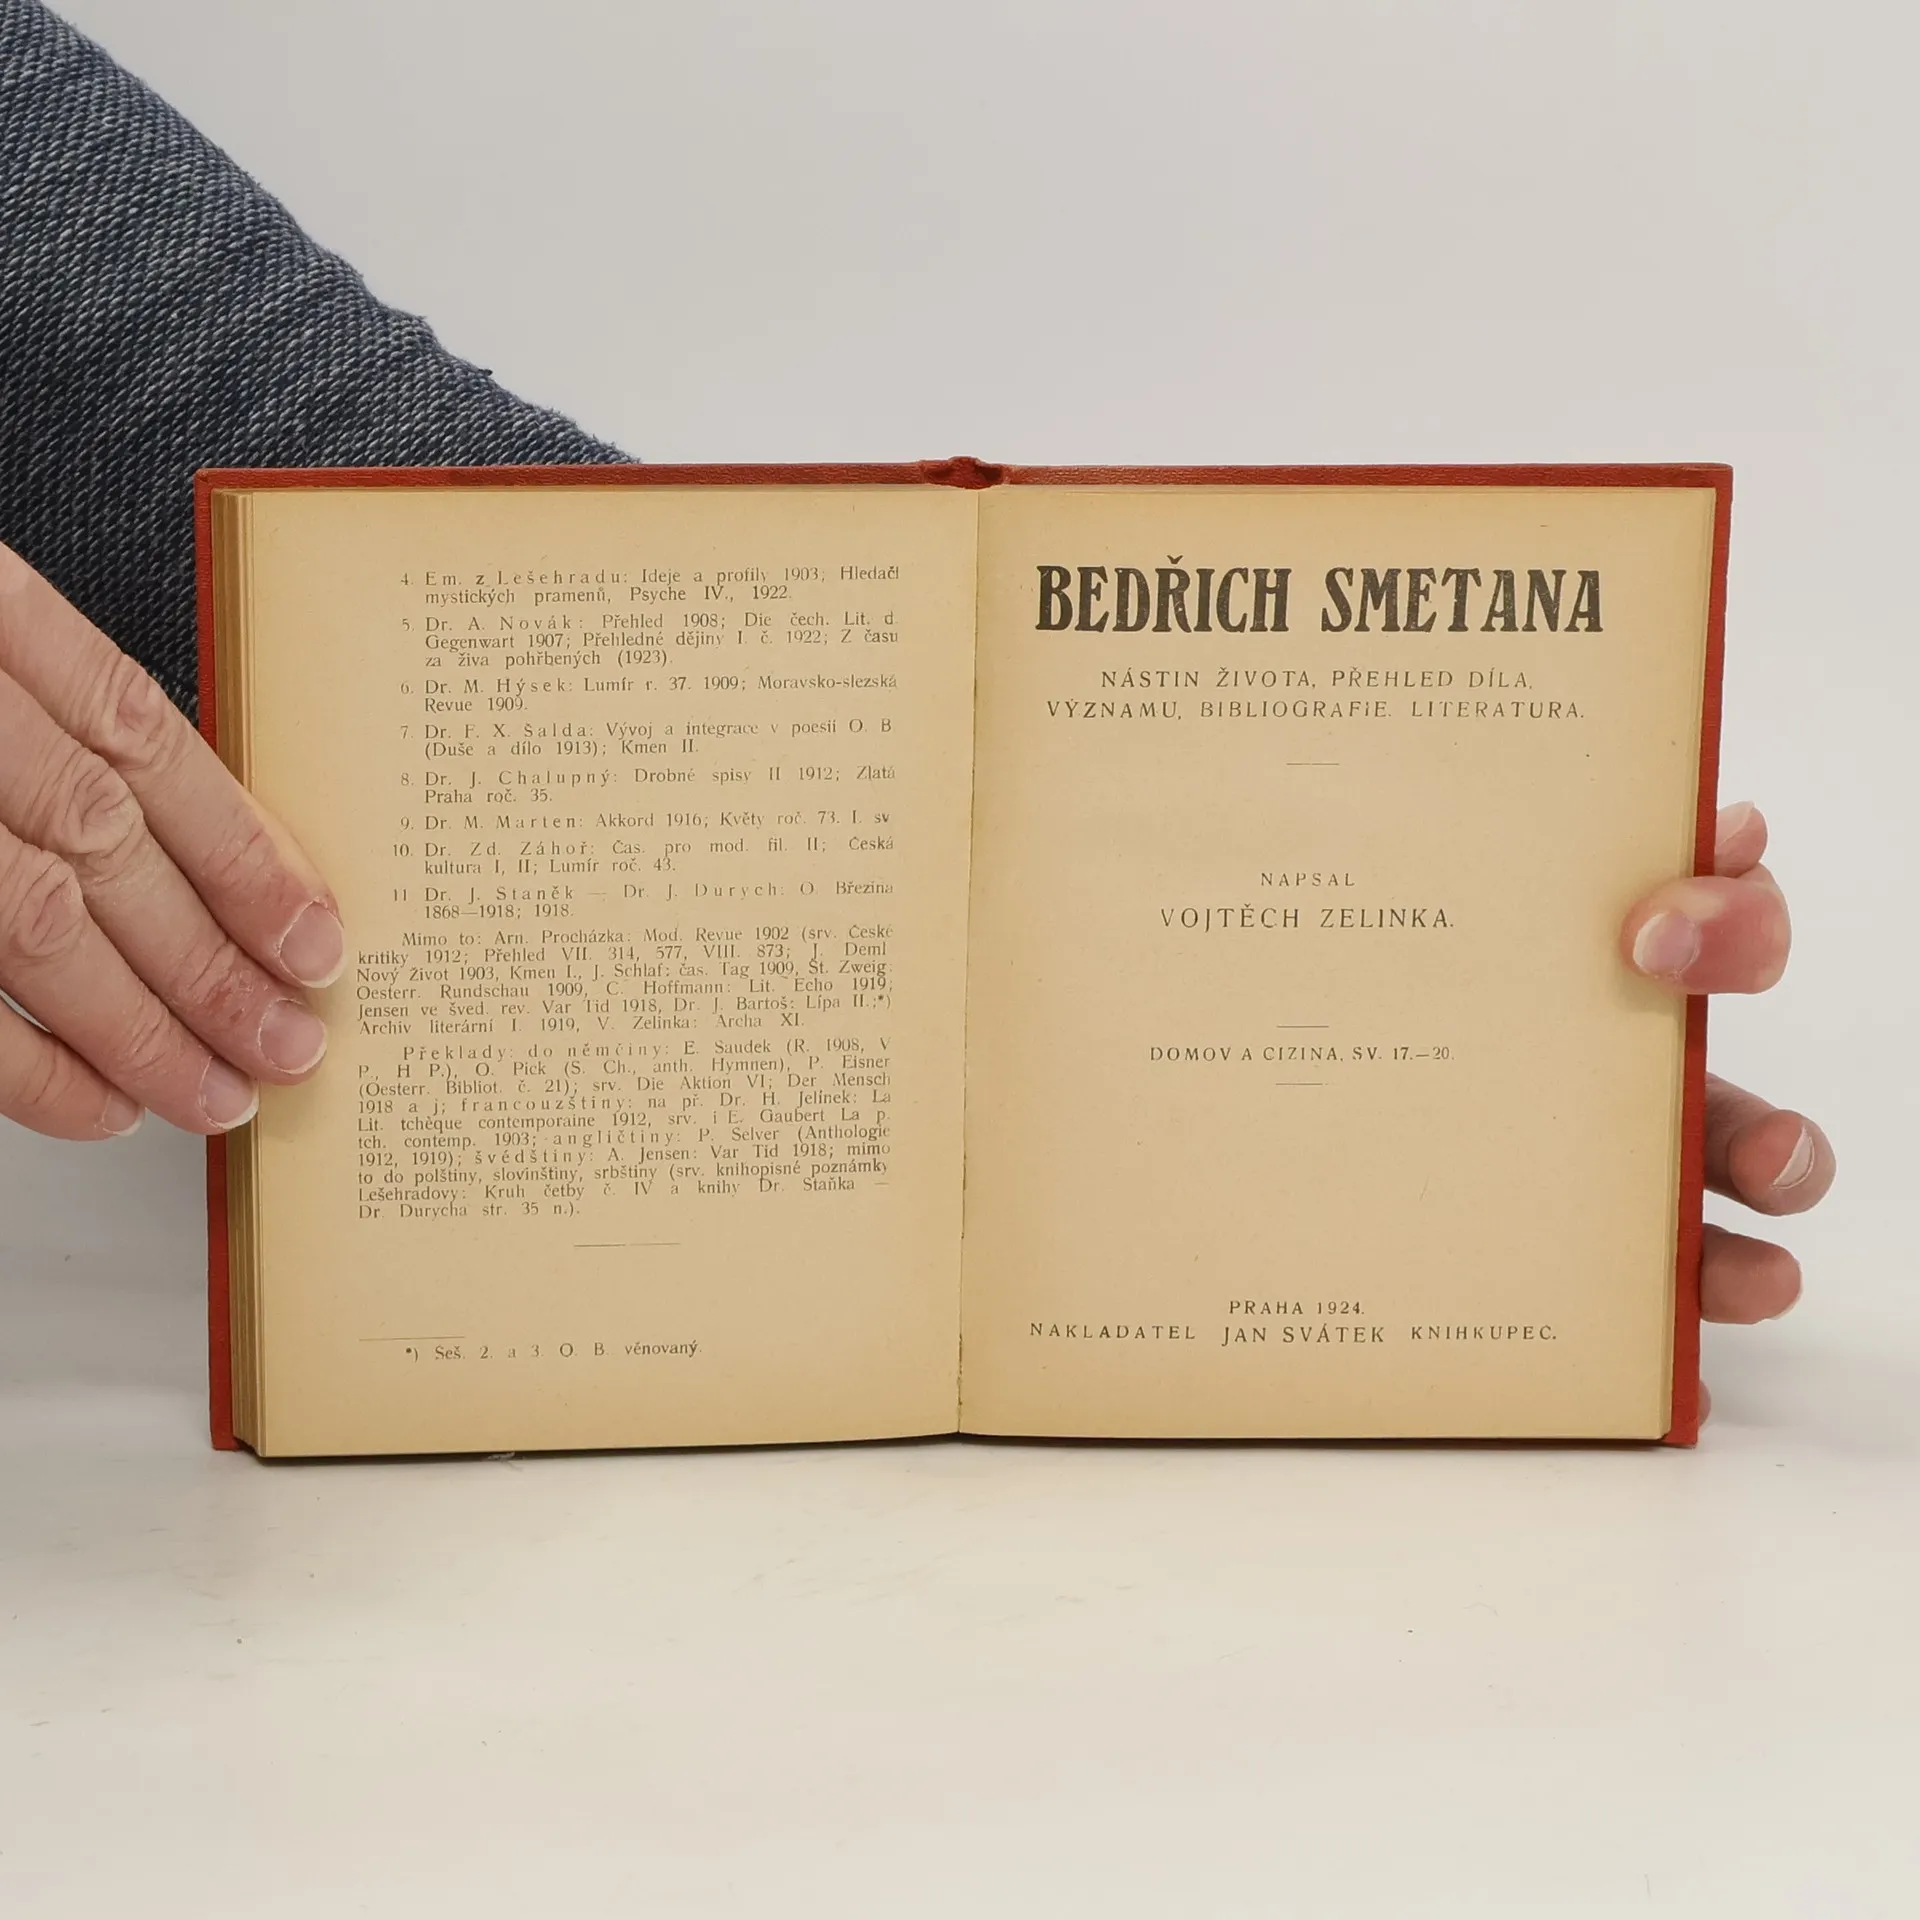 4. Em. z Lešehradu: Ideje a profily 1903; Hledači
mystických pramenů, Psyche IV., 1922.
5. Dr. A. Novák: Přehled 1908; Die čech. Lit. d.
Gegenwart 1907; Přehledné dějiny I. č. 1922; Z času
za živa pohřbených (1923).
6. Dr. M. Hýsek: Lumír r. 37. 1909; Moravsko-slezská
Revue 1909.
7. Dr. F. X. Šalda: Vývoj a integrace v poesii O. B
(Duše a dílo 1913); Kmen II.
8. Dr. J. Chalupný: Drobné spisy II 1912; Zlatá
Praha roč. 35.
9. Dr. M. Marten: Akkord 1916; Květy roč. 73. I. sv
10. Dr. Zd. Záhoř: Čas. pro mod. fil. II; Česká
kultura I, II; Lumír roč. 43.
11 Dr. J. Staněk — Dr. J. Durych: O. Březina
1868—1918; 1918.
Mimo to: Arn. Procházka: Mod. Revue 1902 (srv. České
kritiky 1912; Přehled VII. 314, 577, VIII. 873; J. Deml
Nový Život 1903, Kmen I., J. Schlaf: čas. Tag 1909, St. Zweig:
Oesterr. Rundschau 1909, C. Hoffmann: Lit. Echo 1919;
Jensen ve šved. rev. Var Tid 1918, Dr. J. Bartoš: Lípa II.;*)
Archiv literární I. 1919, V. Zelinka: Archa XI.
Překlady: do němčiny: E. Saudek (R. 1908, V
P., H P.), O. Pick (S. Ch., anth. Hymnen), P. Eisner
(Oesterr. Bibliot. č. 21); srv. Die Aktion VI; Der Mensch
1918 a j; francouzštiny: na př. Dr. H. Jelínek: La
Lit. tchèque contemporaine 1912, srv. i E. Gaubert La p.
tch. contemp. 1903; angličtiny: P. Selver (Anthologie
1912, 1919); švédštiny: A. Jensen: Var Tid 1918; mimo
to do polštiny, slovinštiny, srbštiny (srv. knihopisné poznámky
Lešehradovy: Kruh četby č. IV a knihy Dr. Staňka —
Dr. Durycha str. 35 n.).
*) Seš. 2. a 3. O. B. věnovaný.
BEDŘICH SMETANA
NÁSTIN ŽIVOTA, PŘEHLED DÍLA,
VÝZNAMU, BIBLIOGRAFIE. LITERATURA.
NAPSAL
VOJTĚCH ZELINKA.
DOMOV A CIZINA, SV. 17.—20.
PRAHA 1924.
NAKLADATEL JAN SVÁTEK KNIHKUPEC.